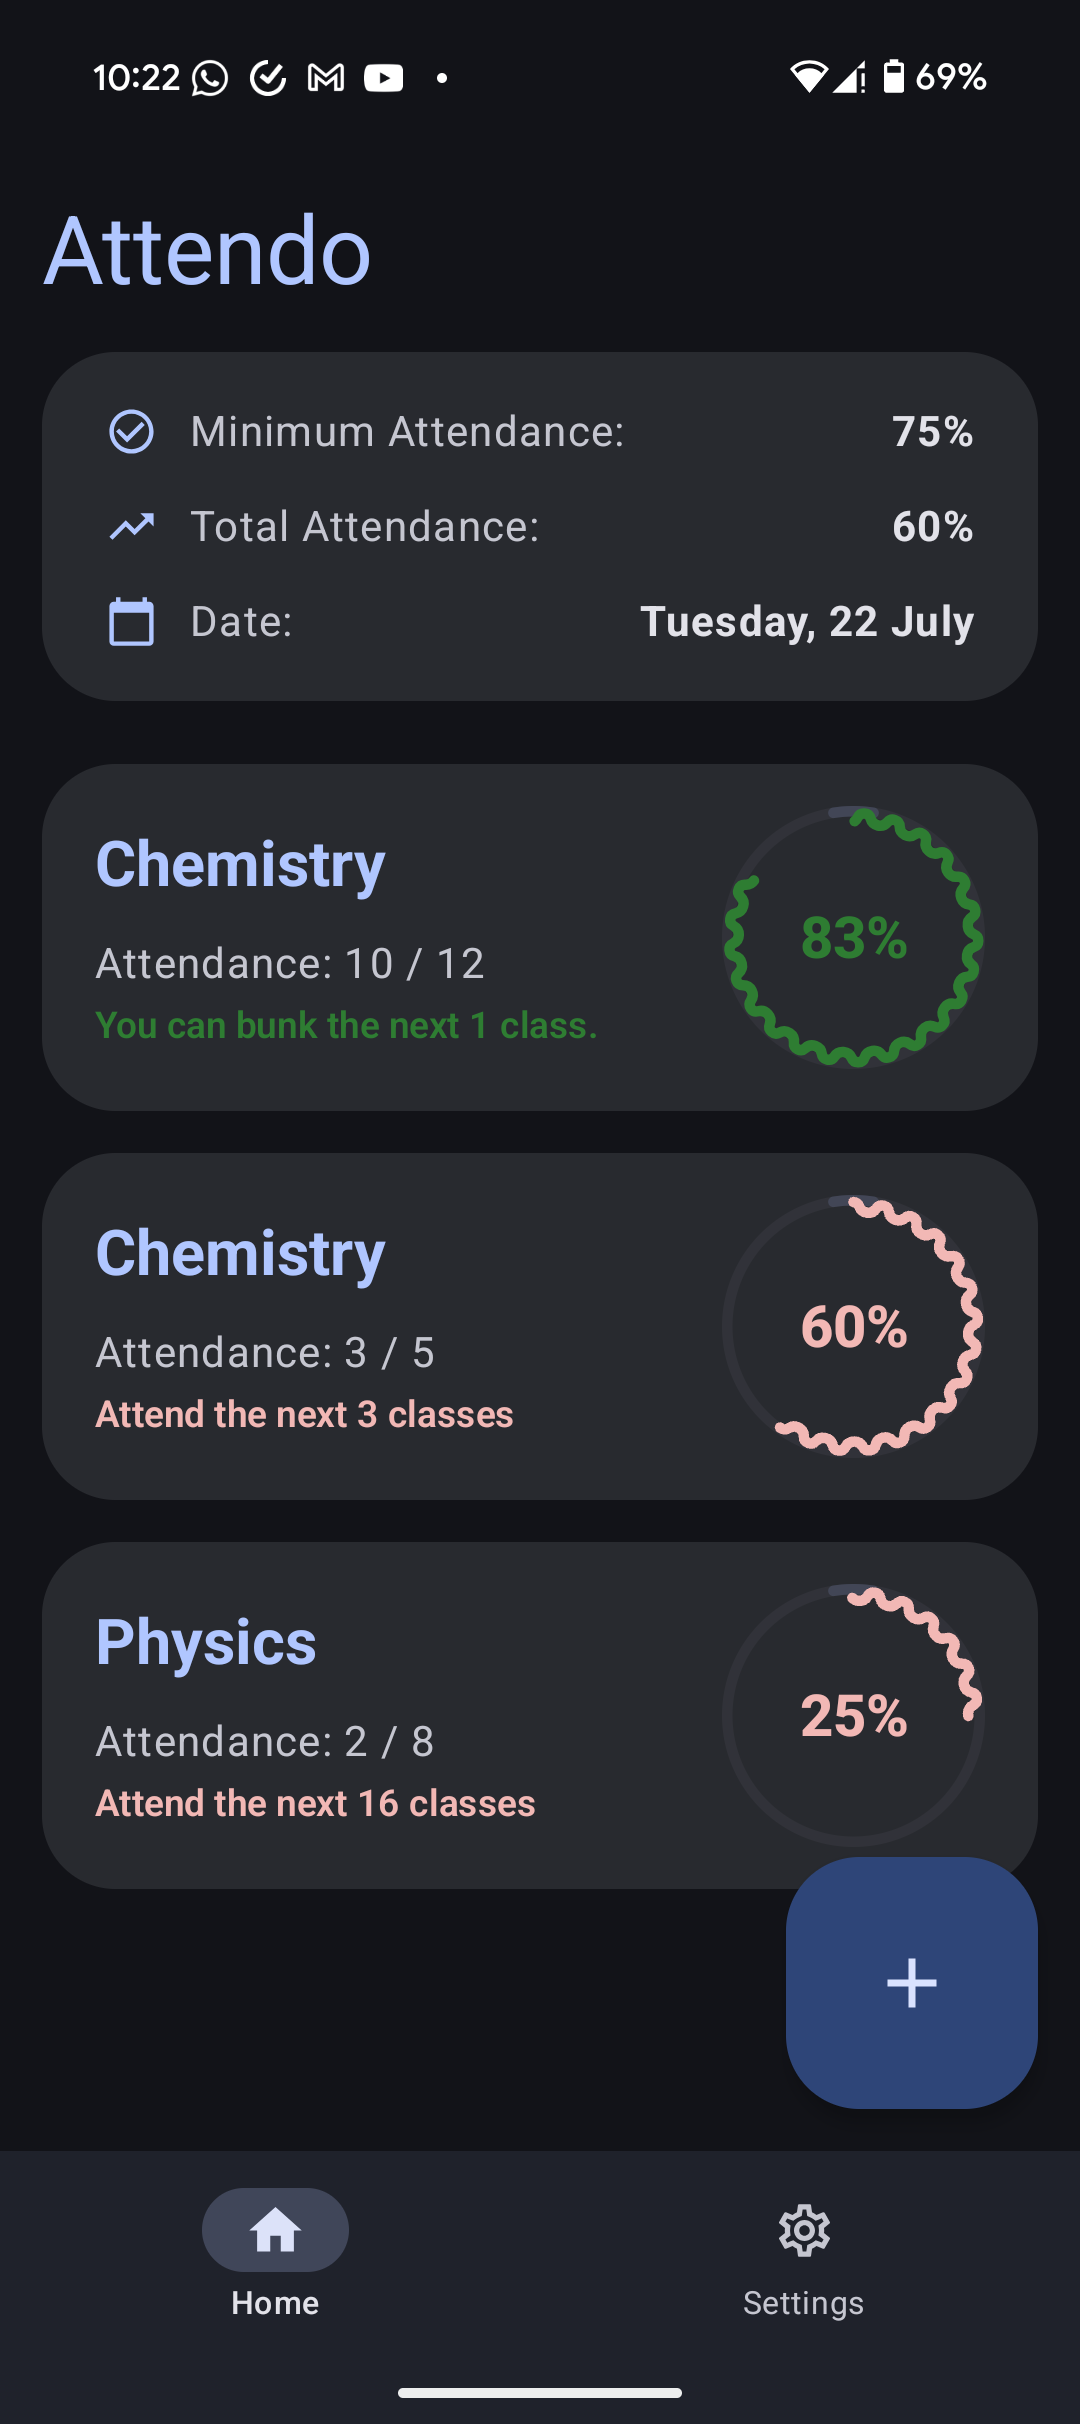 10:22 69%
Attendo
Minimum Attendance: 75%
Total Attendance: 60%
Date: Tuesday, 22 July
Chemistry
Attendance: 10 / 12
You can bunk the next 1 class.
83%
Chemistry
Attendance: 3 / 5
Attend the next 3 classes
60%
Physics
Attendance: 2 / 8
Attend the next 16 classes
25%
Home Settings